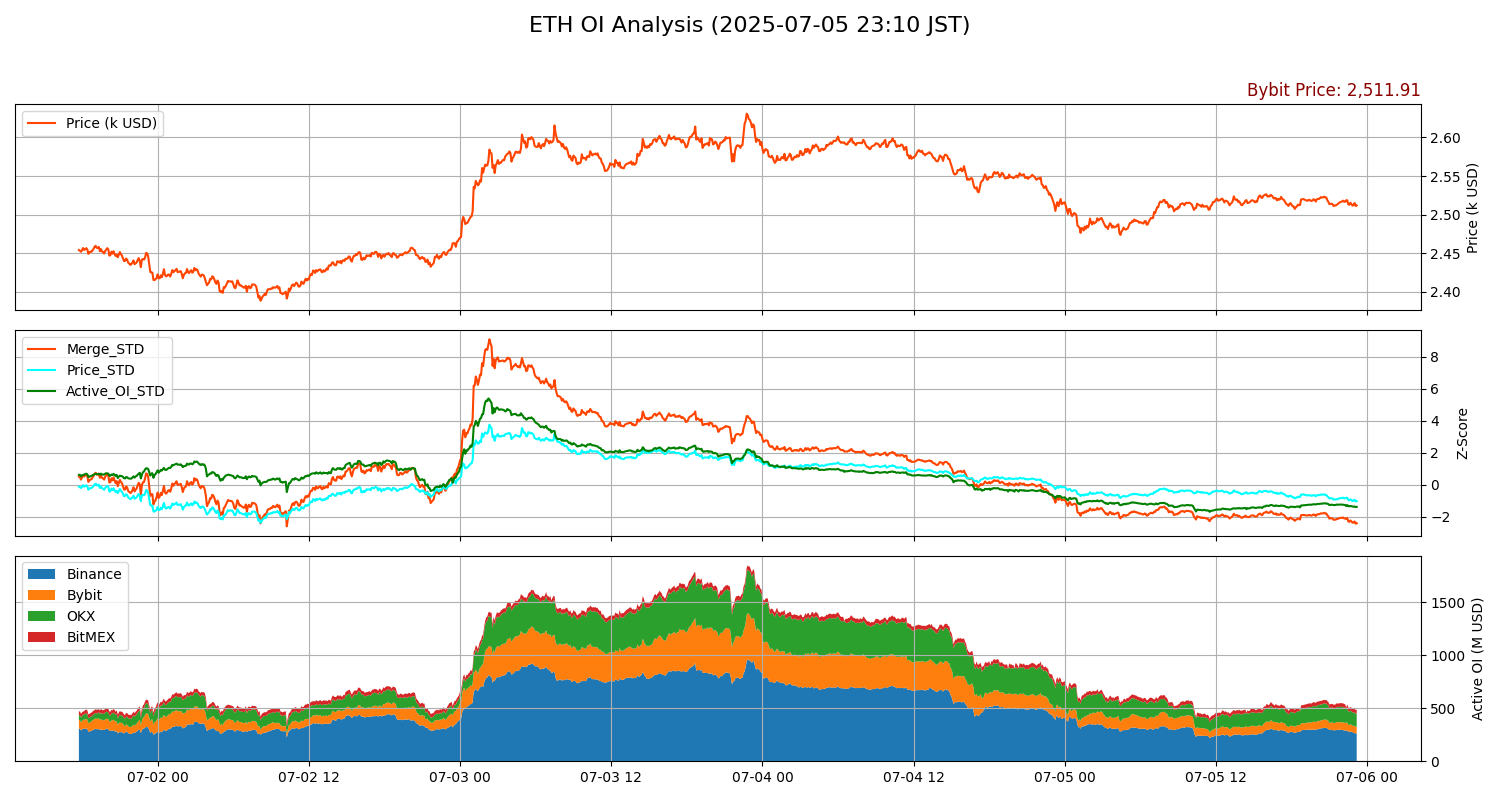 ETH OI Analysis (2025-07-05 23:10 JST)
Bybit Price: 2,511.91
Price (k USD)
2.60
2.55
2.50
2.45
2.40
Price (k USD)
Merge_STD
Price_STD
Active_OI_STD
8
6
4
2
0
−2
Z-Score
Binance
Bybit
OKX
BitMEX
1500
1000
500
0
Active OI (M USD)
07-02 00
07-02 12
07-03 00
07-03 12
07-04 00
07-04 12
07-05 00
07-05 12
07-06 00